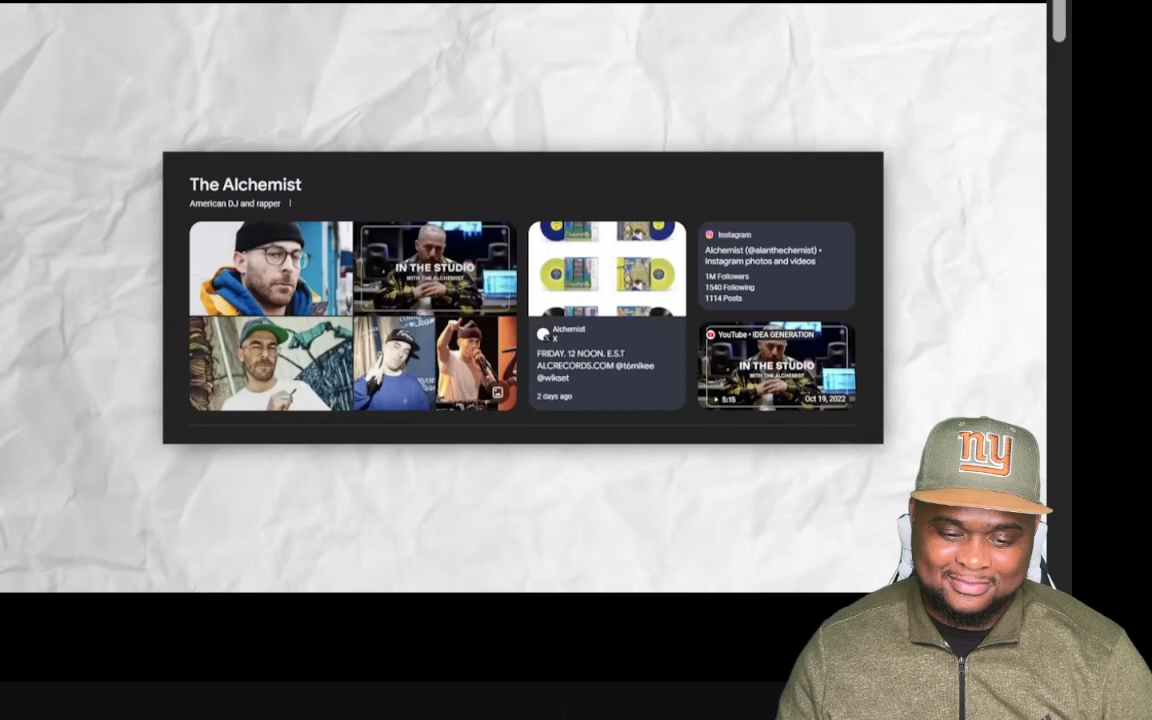 The Alchemist
American DJ and rapper
IN THE STUDIO
WITH THE ALCHEMIST
Alchemist
X
FRIDAY. 12 NOON. E.S.T
ALCRECORDS.COM @t6mikee
@wikset
2 days ago
Instagram
Alchemist (@alanthechemist) •
Instagram photos and videos
1M Followers
1540 Following
1114 Posts
YouTube • IDEA GENERATION
IN THE STUDIO
WITH THE ALCHEMIST
5:15
Oct 19, 2022
ny